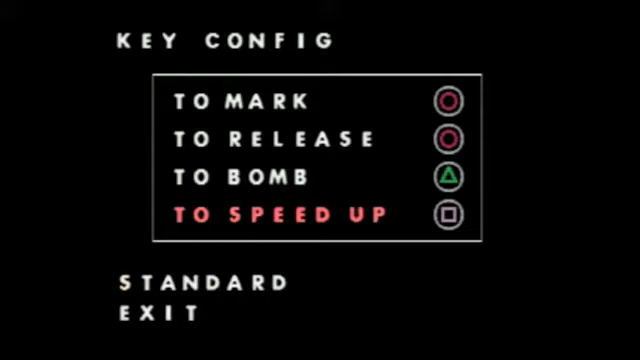 KEY CONFIG
TO MARK
TO RELEASE
TO BOMB
TO SPEED UP
STANDARD
EXIT